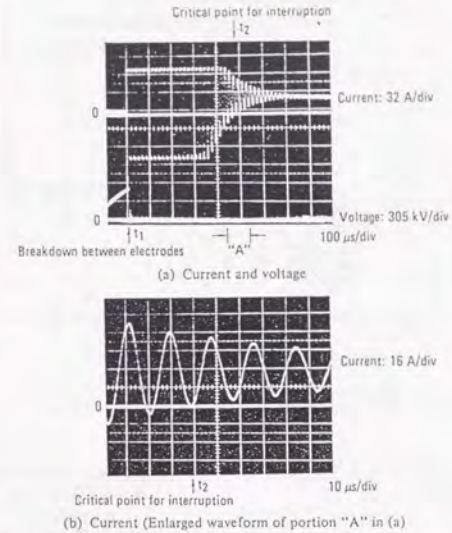 Critical point for interruption
t2
Current: 32 A/div
0
0
Voltage: 305 kV/div
t1
"A"
100 μs/div
Breakdown between electrodes
(a) Current and voltage
Current: 16 A/div
0
t2
10 μs/div
Critical point for interruption
(b) Current (Enlarged waveform of portion "A" in (a)